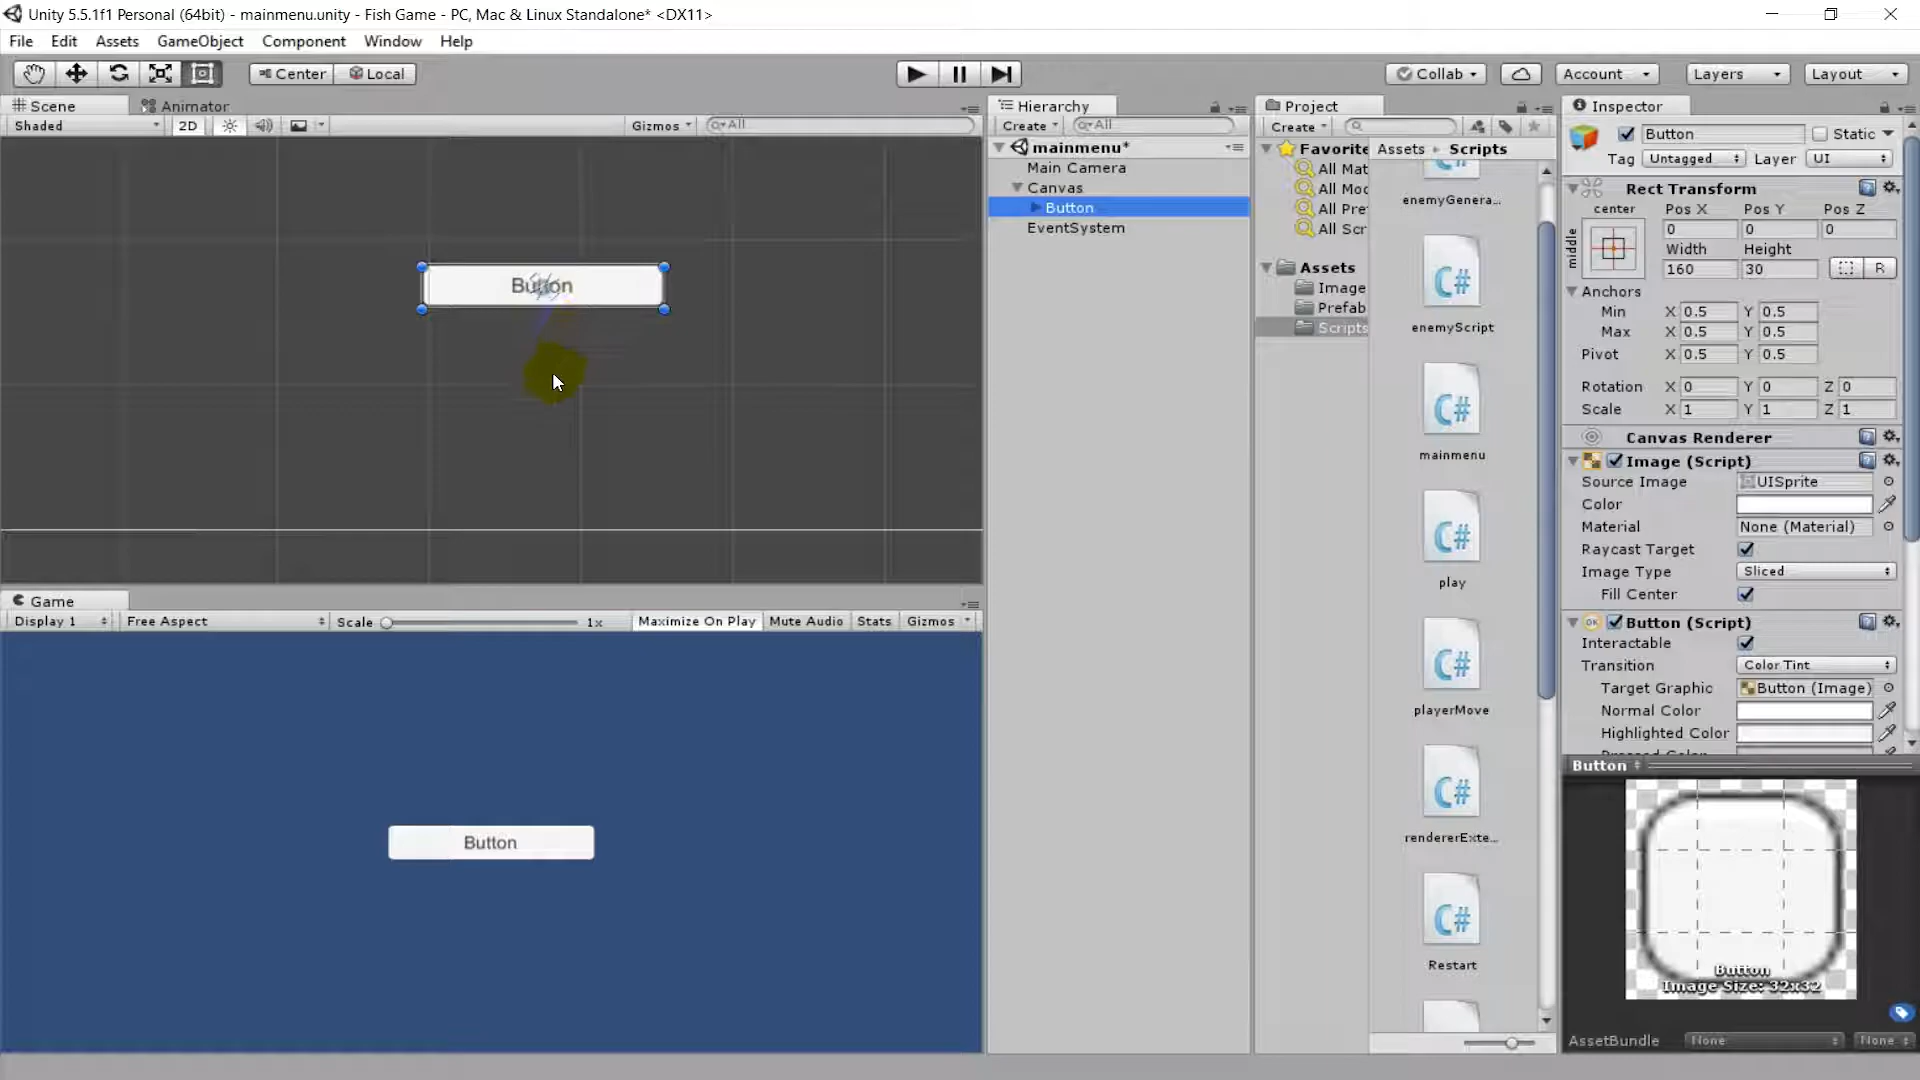 Unity 5.5.1f1 Personal (64bit) - mainmenu.unity - Fish Game - PC, Mac & Linux Standalone* <DX11>
File Edit Assets GameObject Component Window Help
Center Local Collab Account Layers Layout
Scene Animator
Shaded 2D Gizmos All
Button
Game
Display 1 Free Aspect Scale 1x Maximize On Play Mute Audio Stats Gizmos
Button
Hierarchy
Create All
mainmenu*
Main Camera
Canvas
Button
EventSystem
Project
Create
Favorite
All Mat
All Moc
All Pre
All Scr
Assets
Image
Prefab
Scripts
Assets Scripts
enemyGenera...
C#
enemyScript
C#
mainmenu
C#
play
C#
playerMove
C#
rendererExte...
C#
Restart
Inspector
Button Static
Tag Untagged Layer UI
Rect Transform
center Pos X Pos Y Pos Z
middle 0 0 0
Width Height
160 30 R
Anchors
Min X 0.5 Y 0.5
Max X 0.5 Y 0.5
Pivot X 0.5 Y 0.5
Rotation X 0 Y 0 Z 0
Scale X 1 Y 1 Z 1
Canvas Renderer
Image (Script)
Source Image UISprite
Color
Material None (Material)
Raycast Target
Image Type Sliced
Fill Center
Button (Script)
Interactable
Transition Color Tint
Target Graphic Button (Image)
Normal Color
Highlighted Color
Button
Button
Image Size: 32x32
AssetBundle None None